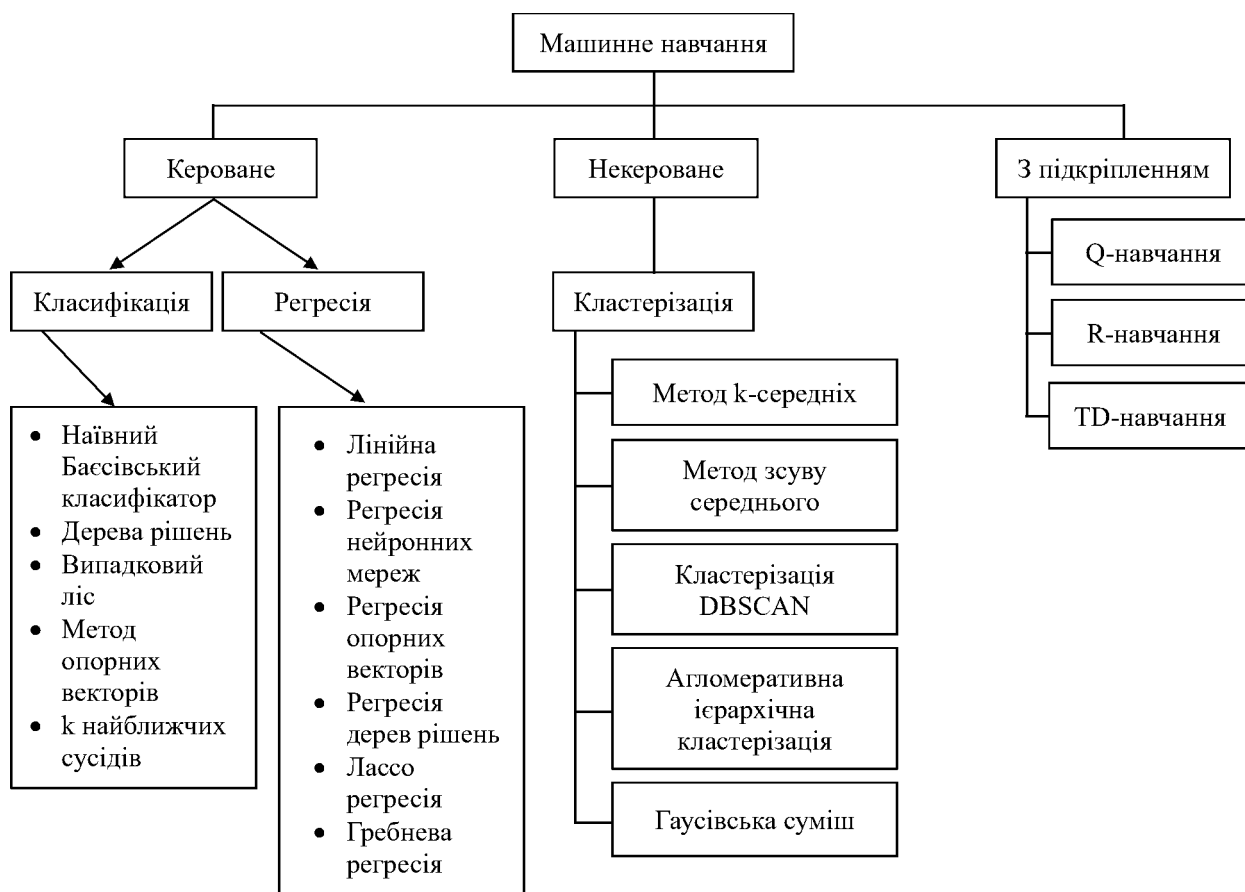 Машинне навчання
Кероване
Некероване
З підкріпленням
Класифікація
Регресія
Кластерізація
Q-навчання
R-навчання
TD-навчання
• Наївний
Баєсівський
класифікатор
• Дерева рішень
• Випадковий
ліс
• Метод
опорних
векторів
• k найближчих
сусідів
• Лінійна
регресія
• Регресія
нейронних
мереж
• Регресія
опорних
векторів
• Регресія
дерев рішень
• Лассо
регресія
• Гребнева
регресія
Метод k-середніх
Метод зсуву
середнього
Кластерізація
DBSCAN
Агломеративна
ієрархічна
кластерізація
Гаусівська суміш